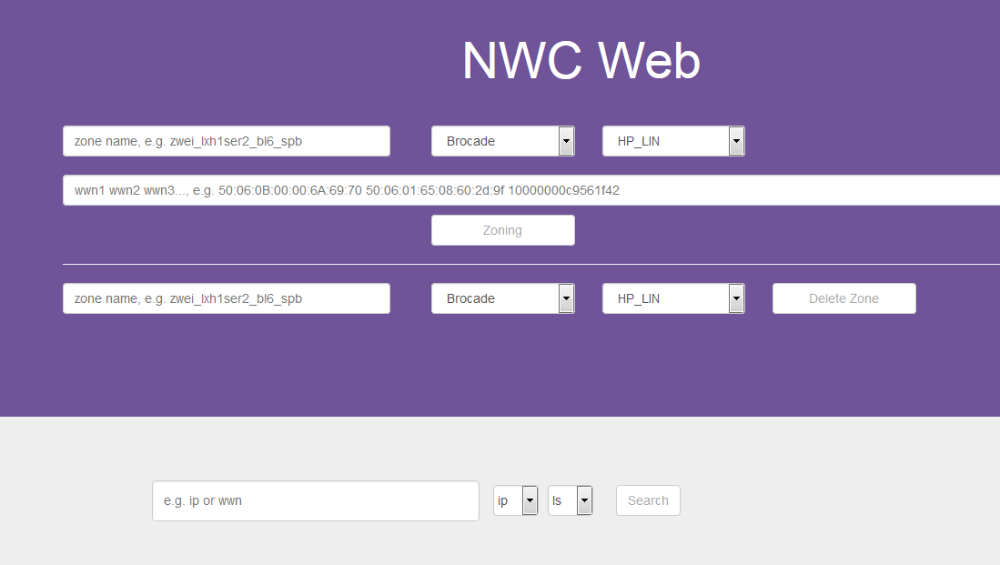 NWC Web
zone name, e.g. zwei_lxh1ser2_bl6_spb Brocade HP_LIN
wwn1 wwn2 wwn3..., e.g. 50:06:0B:00:00:6A:69:70 50:06:01:65:08:60:2d:9f 10000000c9561f42
Zoning
zone name, e.g. zwei_lxh1ser2_bl6_spb Brocade HP_LIN Delete Zone
e.g. ip or wwn ip ls Search